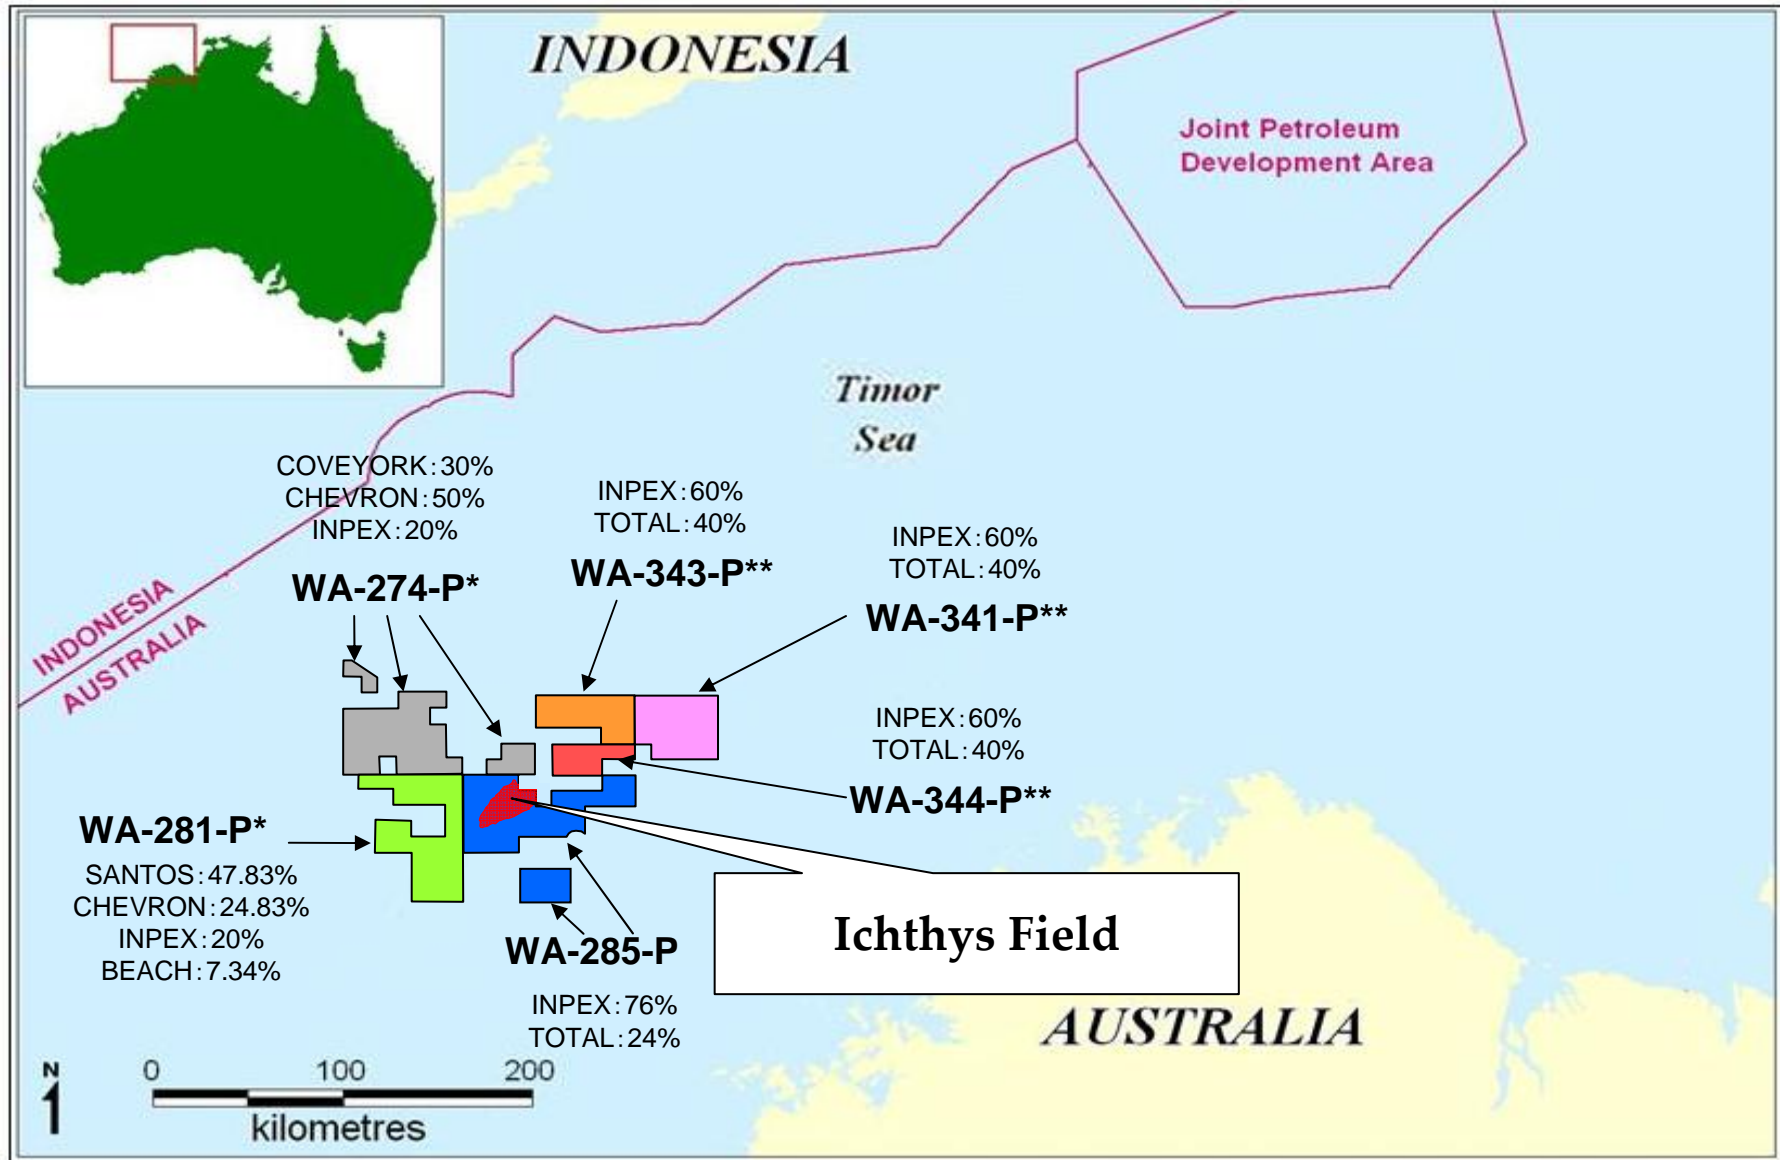 INDONESIA
Joint Petroleum
Development Area
Timor
Sea
COVEYORK:30%
CHEVRON:50%
INPEX:20%
WA-274-P*
INPEX:60%
TOTAL:40%
WA-343-P**
INPEX:60%
TOTAL:40%
WA-341-P**
INDONESIA
AUSTRALIA
INPEX:60%
TOTAL:40%
WA-344-P**
WA-281-P*
SANTOS:47.83%
CHEVRON:24.83%
INPEX:20%
BEACH:7.34%
Ichthys Field
WA-285-P
INPEX:76%
TOTAL:24%
AUSTRALIA
N
0 100 200
kilometres